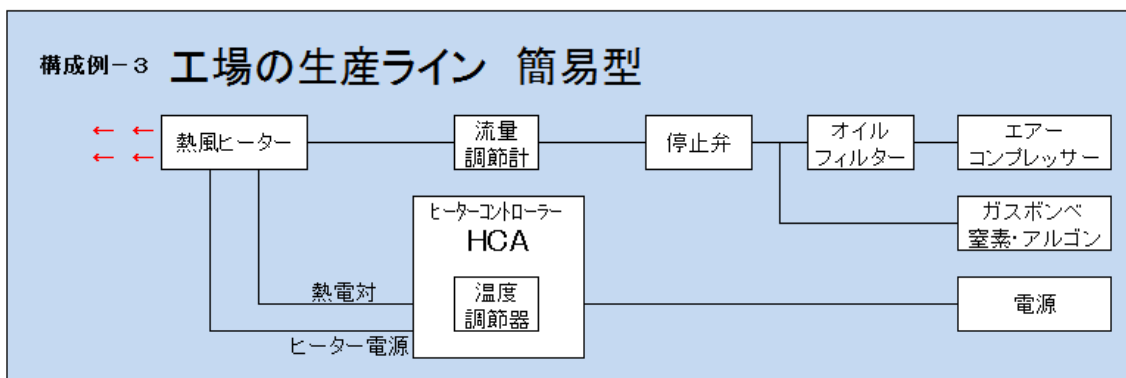 構成例-3 工場の生産ライン 簡易型
← ←
← ←
熱風ヒーター
流量
調節計
停止弁
オイル
フィルター
エアー
コンプレッサー
ガスボンベ
窒素・アルゴン
ヒーターコントローラー
HCA
温度
調節器
電源
熱電対
ヒーター電源